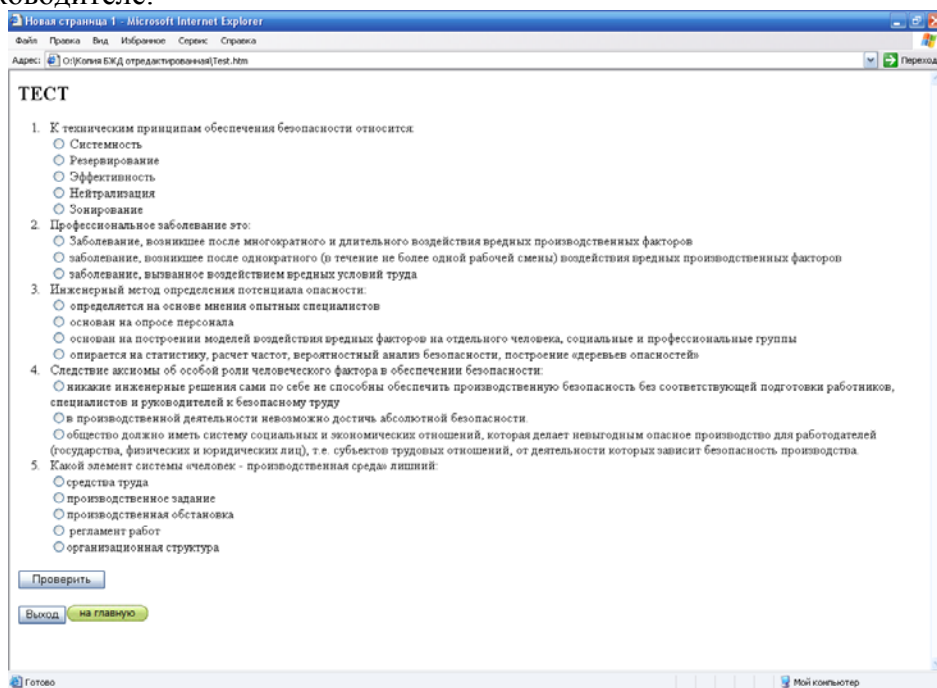 ководителе.
Новая страница 1 - Microsoft Internet Explorer
Файл Правка Вид Избранное Сервис Справка
Адрес: O:\Копия БЖД отредактированная\Test.htm Переход
ТЕСТ
1. К техническим принципам обеспечения безопасности относится:
Системность
Резервирование
Эффективность
Нейтрализация
Зонирование
2. Профессиональное заболевание это:
Заболевание, возникшее после многократного и длительного воздействия вредных производственных факторов
заболевание, возникшее после однократного (в течение не более одной рабочей смены) воздействия вредных производственных факторов
заболевание, вызванное воздействием вредных условий труда
3. Инженерный метод определения потенциала опасности:
определяется на основе мнения опытных специалистов
основан на опросе персонала
основан на построении моделей воздействия вредных факторов на отдельного человека, социальные и профессиональные группы
опирается на статистику, расчет частот, вероятностный анализ безопасности, построение «деревьев опасностей»
4. Следствие аксиомы об особой роли человеческого фактора в обеспечении безопасности:
никакие инженерные решения сами по себе не способны обеспечить производственную безопасность без соответствующей подготовки работников,
специалистов и руководителей к безопасному труду
в производственной деятельности невозможно достичь абсолютной безопасности.
общество должно иметь систему социальных и экономических отношений, которая делает невыгодным опасное производство для работодателей
(государства, физических и юридических лиц), т.е. субъектов трудовых отношений, от деятельности которых зависит безопасность производства.
5. Какой элемент системы «человек - производственная среда» лишний:
средства труда
производственное задание
производственная обстановка
регламент работ
организационная структура
Проверить
Выход на главную
Готово Мой компьютер